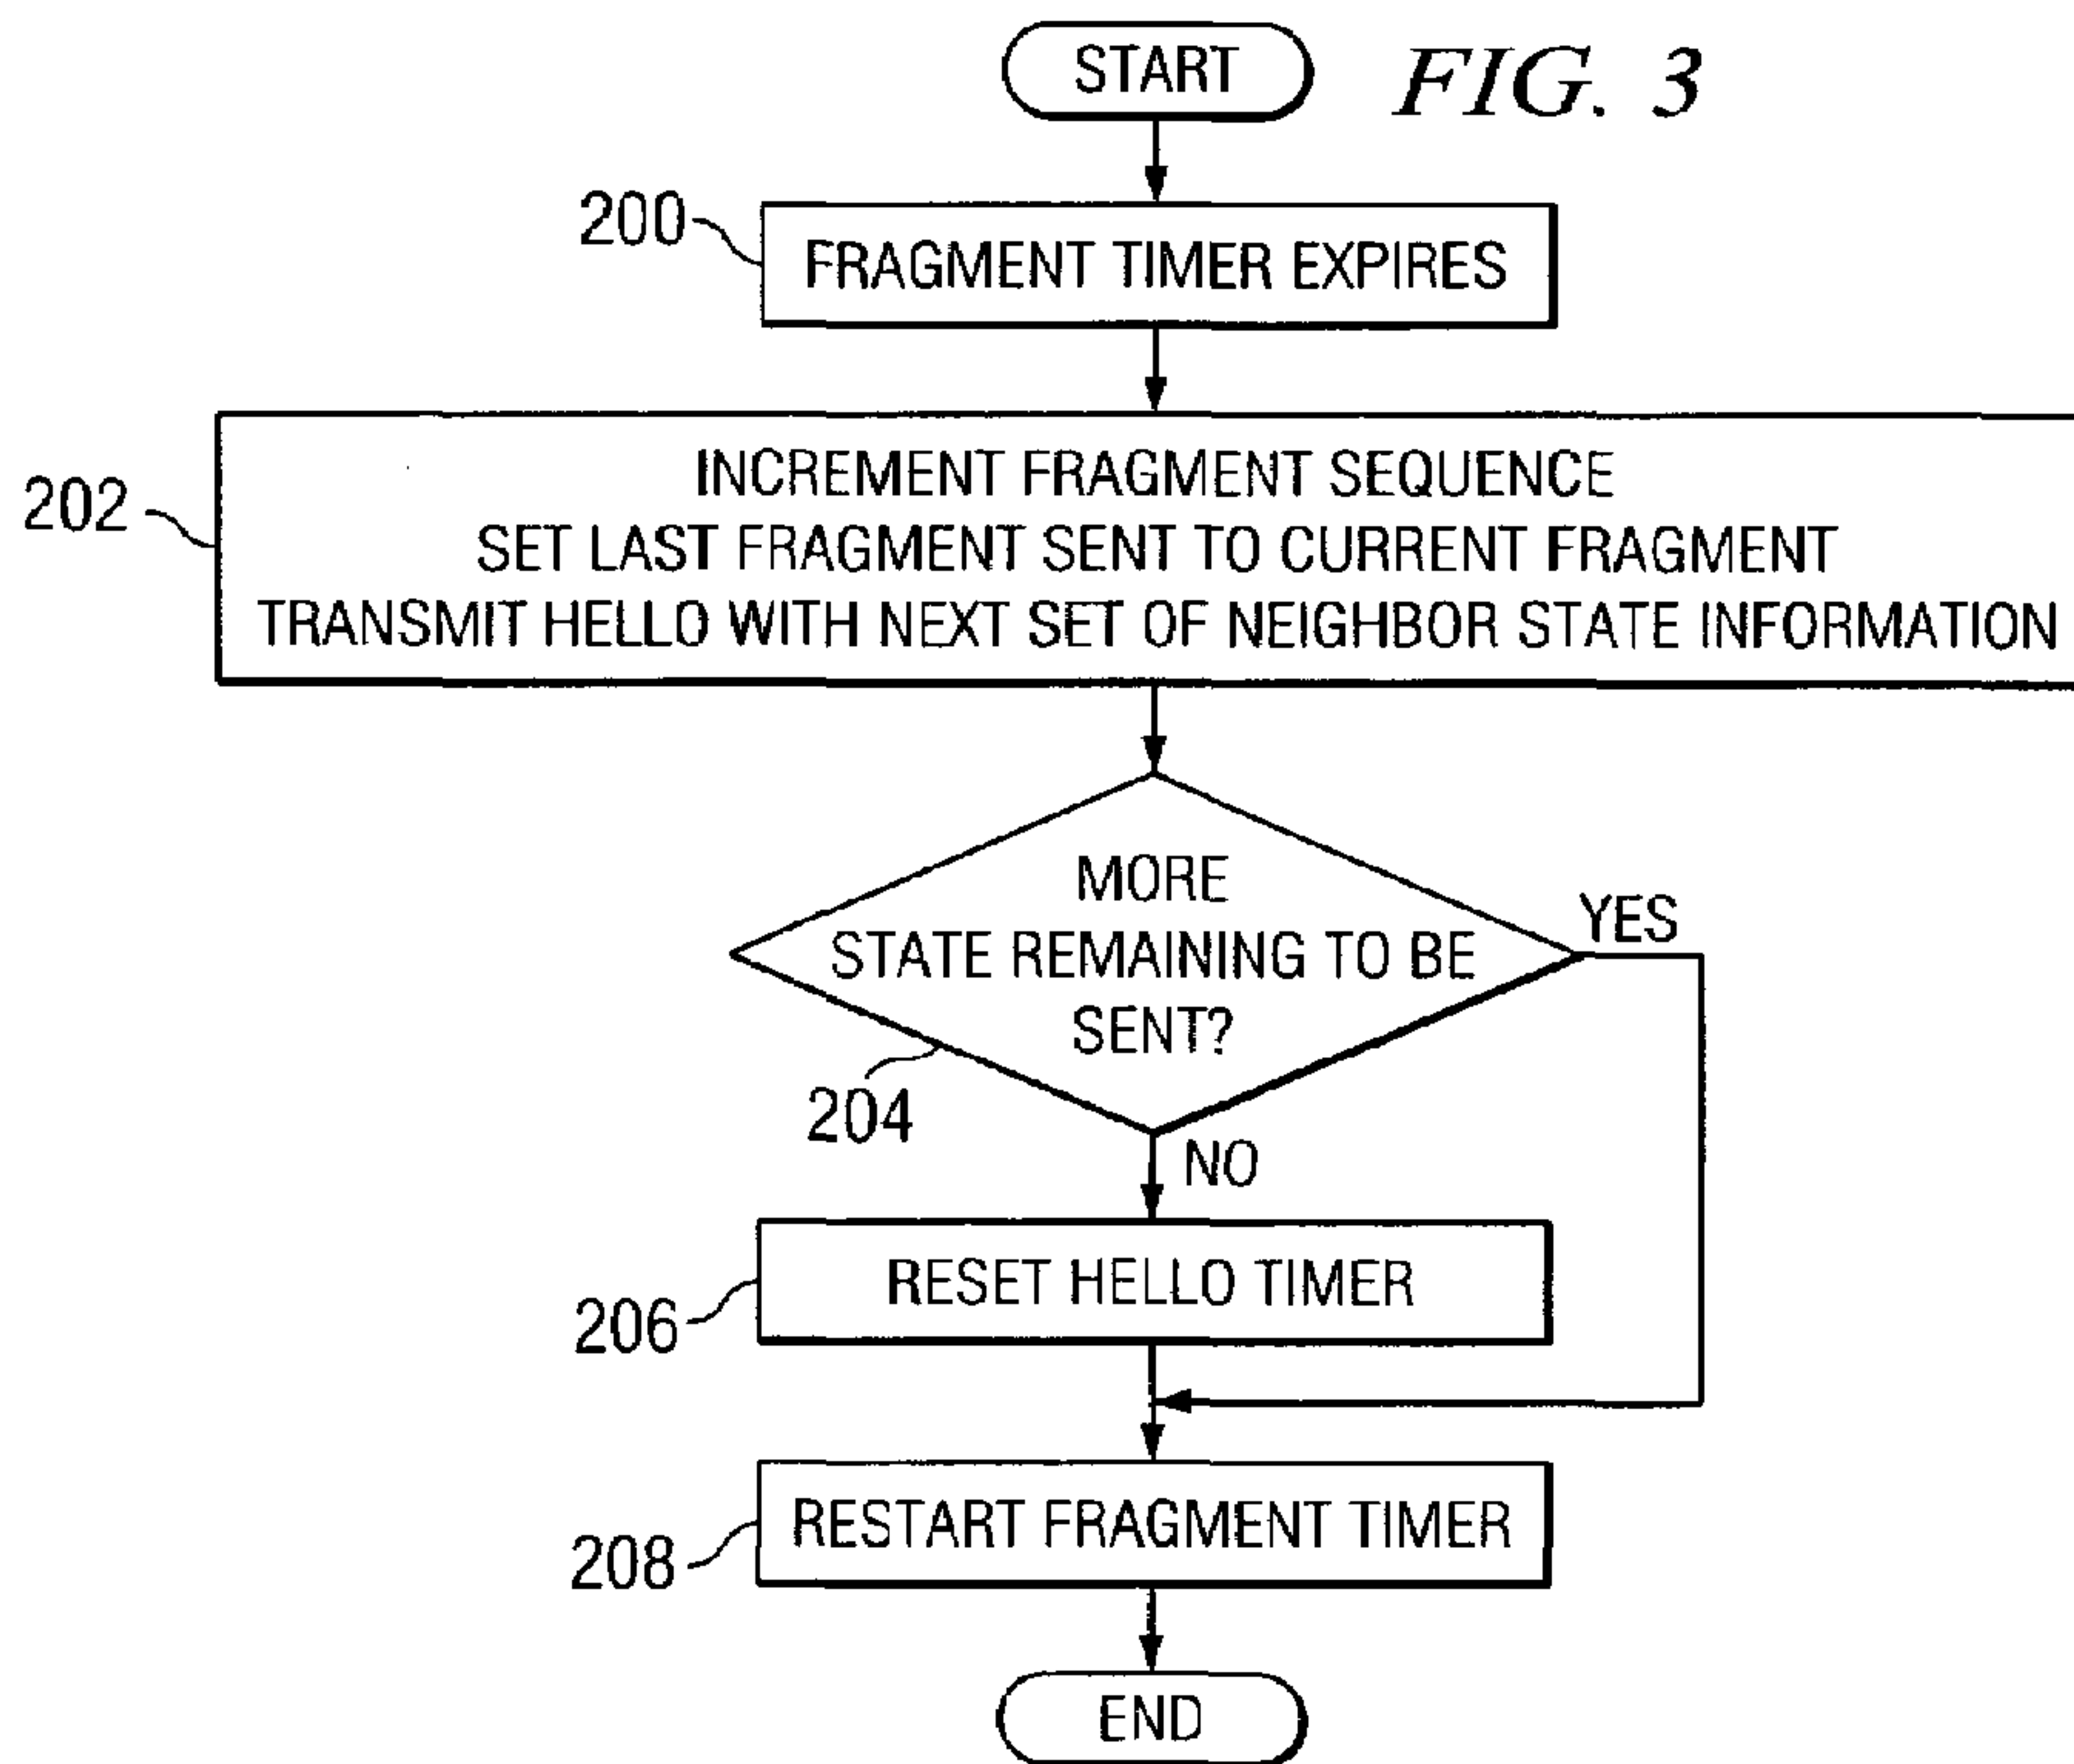 START
FIG. 3
200
FRAGMENT TIMER EXPIRES
202
INCREMENT FRAGMENT SEQUENCE
SET LAST FRAGMENT SENT TO CURRENT FRAGMENT
TRANSMIT HELLO WITH NEXT SET OF NEIGHBOR STATE INFORMATION
MORE
STATE REMAINING TO BE
SENT?
YES
204
NO
RESET HELLO TIMER
206
RESTART FRAGMENT TIMER
208
END